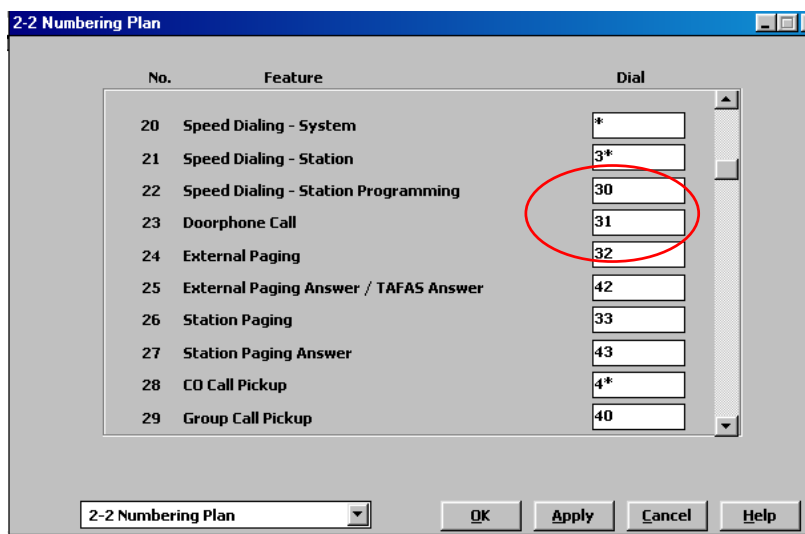 2-2 Numbering Plan
No. Feature Dial
20 Speed Dialing - System *
21 Speed Dialing - Station 3*
22 Speed Dialing - Station Programming 30
23 Doorphone Call 31
24 External Paging 32
25 External Paging Answer / TAFAS Answer 42
26 Station Paging 33
27 Station Paging Answer 43
28 CO Call Pickup 4*
29 Group Call Pickup 40
2-2 Numbering Plan OK Apply Cancel Help